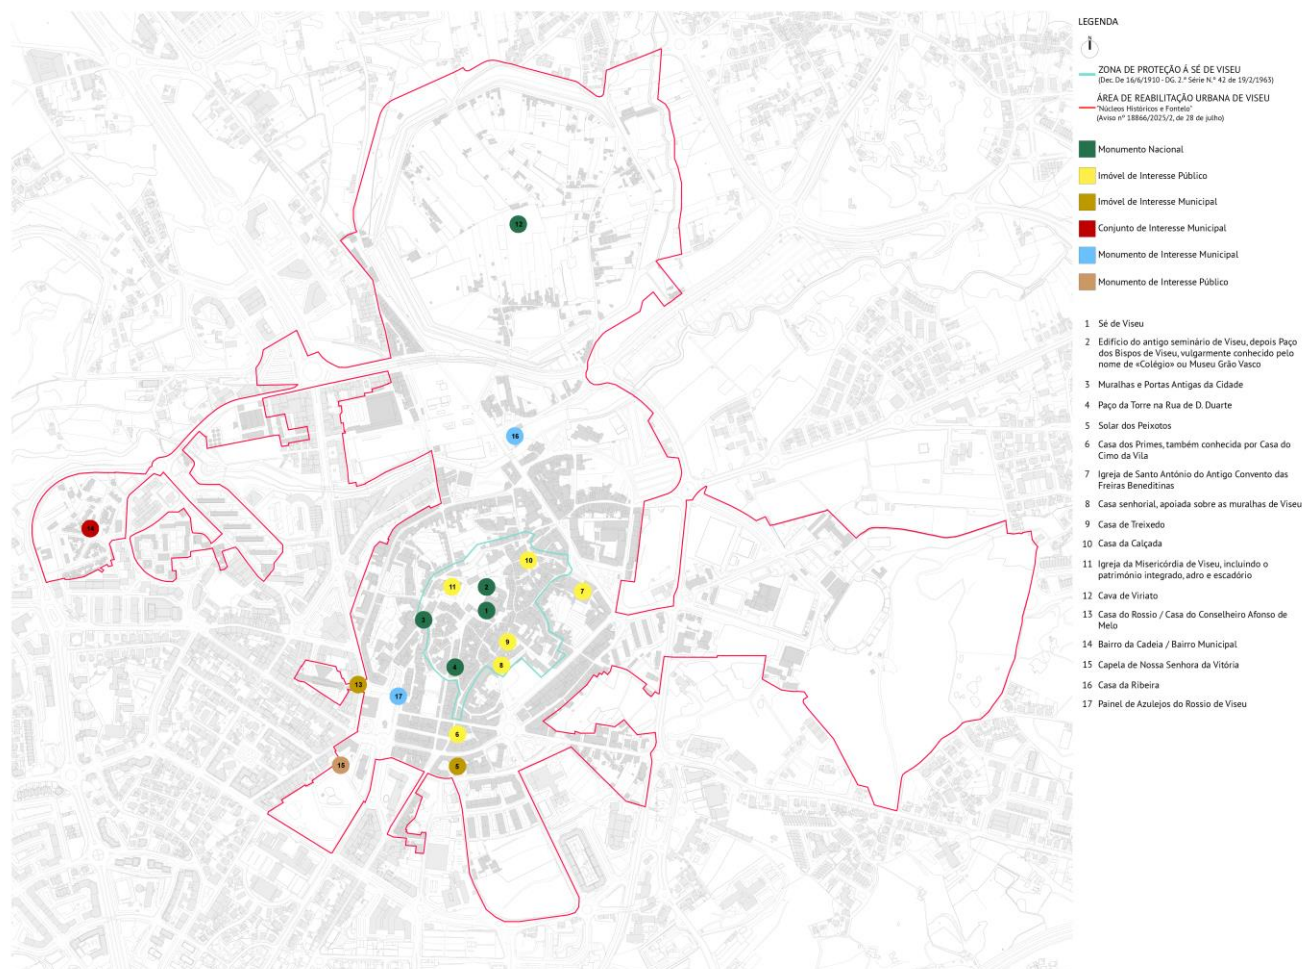 LEGENDA
N
ZONA DE PROTEÇÃO Á SÉ DE VISEU
(Dec. De 16/6/1910 - DG. 2.ª Série N.º 42 de 19/2/1963)
ÁREA DE REABILITAÇÃO URBANA DE VISEU
"Núcleos Históricos e Fontelo"
(Aviso nº 18866/2025/2, de 28 de julho)
Monumento Nacional
Imóvel de Interesse Público
Imóvel de Interesse Municipal
Conjunto de Interesse Municipal
Monumento de Interesse Municipal
Monumento de Interesse Público
1 Sé de Viseu
2 Edifício do antigo seminário de Viseu, depois Paço
dos Bispos de Viseu, vulgarmente conhecido pelo
nome de «Colégio» ou Museu Grão Vasco
3 Muralhas e Portas Antigas da Cidade
4 Paço da Torre na Rua de D. Duarte
5 Solar dos Peixotos
6 Casa dos Primes, também conhecida por Casa do
Cimo da Vila
7 Igreja de Santo António do Antigo Convento das
Freiras Beneditinas
8 Casa senhorial, apoiada sobre as muralhas de Viseu
9 Casa de Treixedo
10 Casa da Calçada
11 Igreja da Misericórdia de Viseu, incluindo o
património integrado, adro e escadório
12 Cava de Viriato
13 Casa do Rossio / Casa do Conselheiro Afonso de
Melo
14 Bairro da Cadeia / Bairro Municipal
15 Capela de Nossa Senhora da Vitória
16 Casa da Ribeira
17 Painel de Azulejos do Rossio de Viseu
12
16
14
10
11
2
7
1
3
9
8
4
13
17
6
15
5